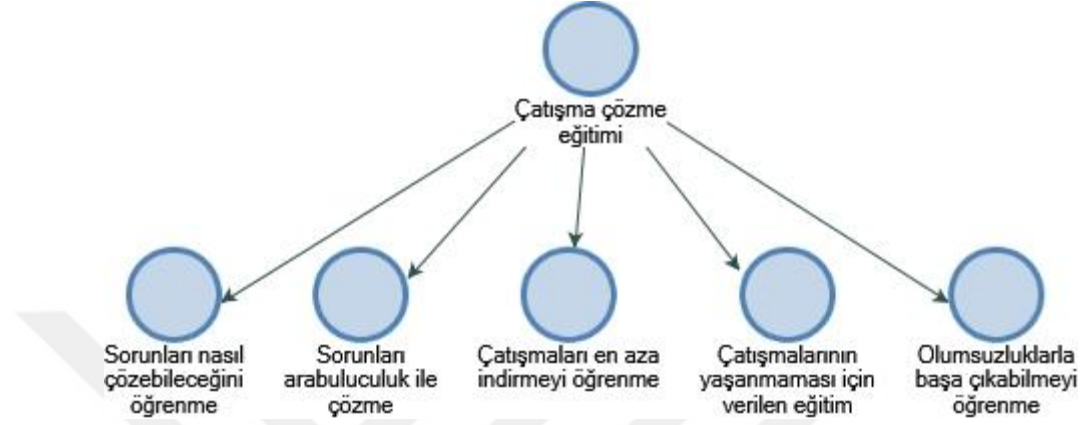 Çatışma çözme
eğitimi
Sorunları nasıl
çözebileceğini
öğrenme
Sorunları
arabuluculuk ile
çözme
Çatışmaları en aza
indirmeyi öğrenme
Çatışmalarının
yaşanmaması için
verilen eğitim
Olumsuzluklarla
başa çıkabilmeyi
öğrenme